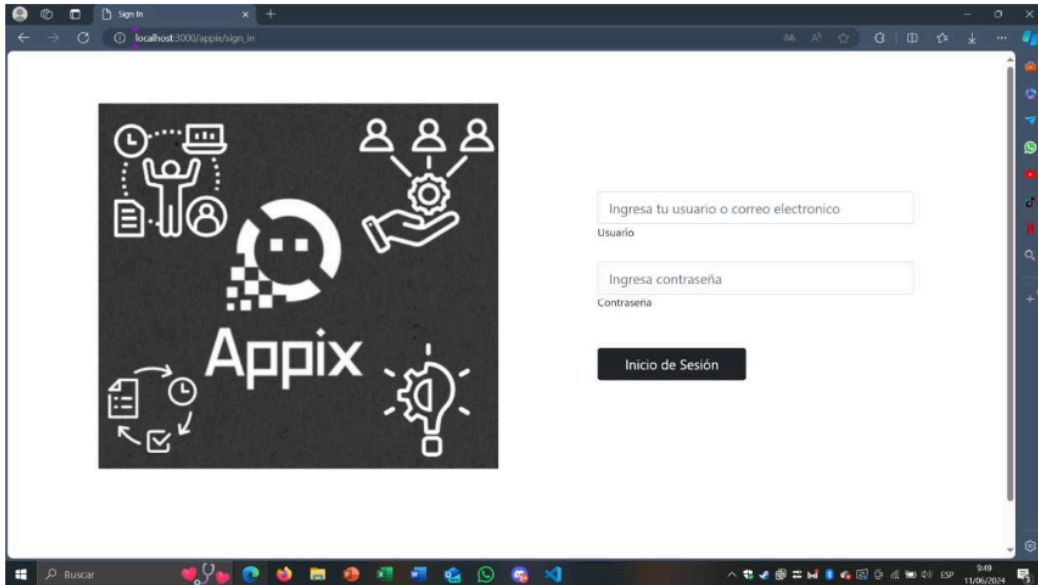 Sign In
localhost:3000/appix/sign_in
Appix
Ingresa tu usuario o correo electronico
Usuario
Ingresa contraseña
Contraseña
Inicio de Sesión
Buscar
ESP
9:49
11/06/2024